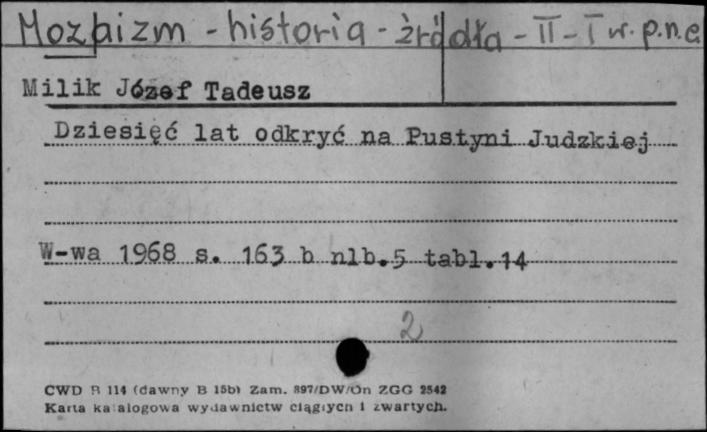 Mozaizm - historia - źródła - II - I w. p.n.e
Milik Józef Tadeusz
Dziesięć lat odkryć na Pustyni Judzkiej
W-wa 1968 s. 163 b nlb.5 tabl.14
2
CWD B 114 (dawny B 15b) Zam. 897/DW/On ZGG 2542
Karta katalogowa wydawnictw ciągłych i zwartych.